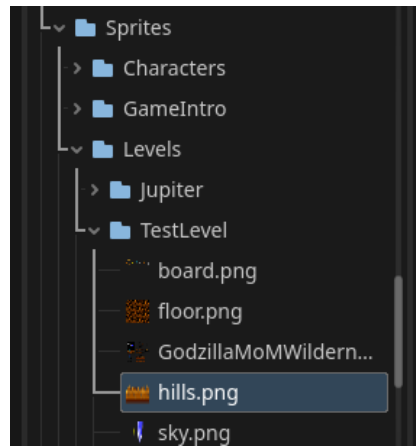 Sprites
Characters
GameIntro
Levels
Jupiter
TestLevel
board.png
floor.png
GodzillaMoMWildern...
hills.png
sky.png